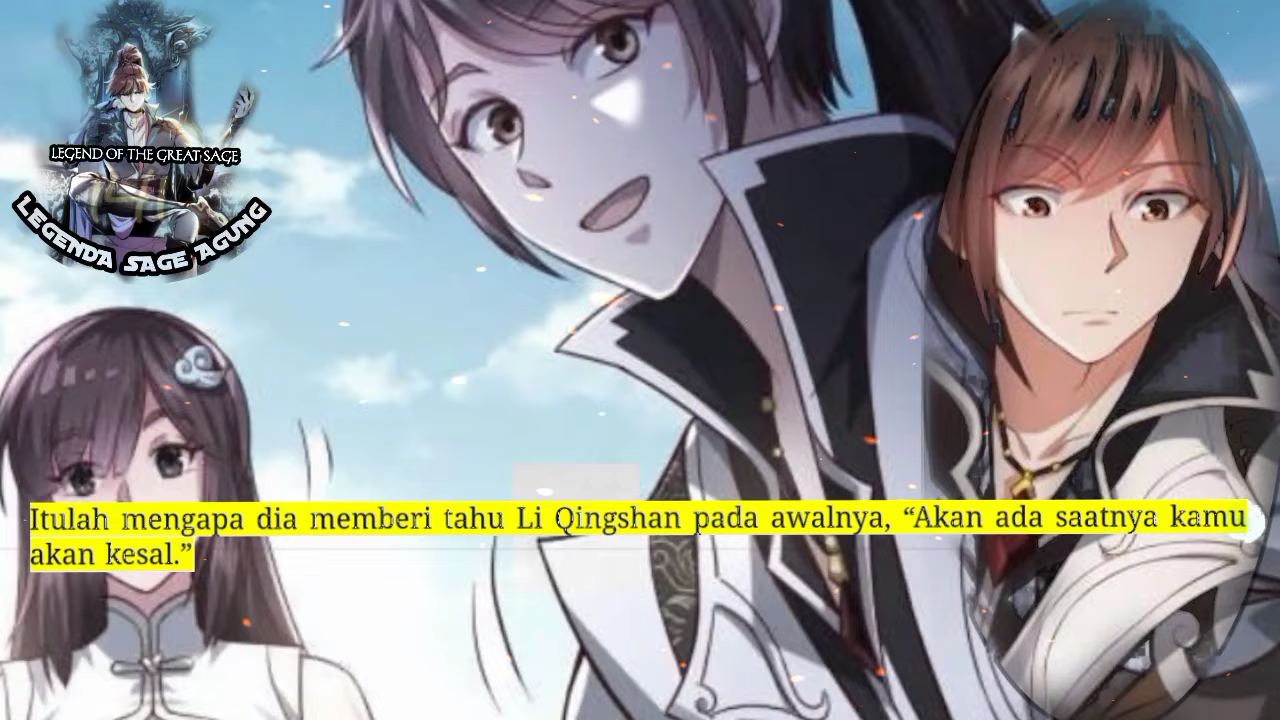 LEGEND OF THE GREAT SAGE
LEGENDA SAGE AGUNG
Itulah mengapa dia memberi tahu Li Qingshan pada awalnya, “Akan ada saatnya kamu
akan kesal.”